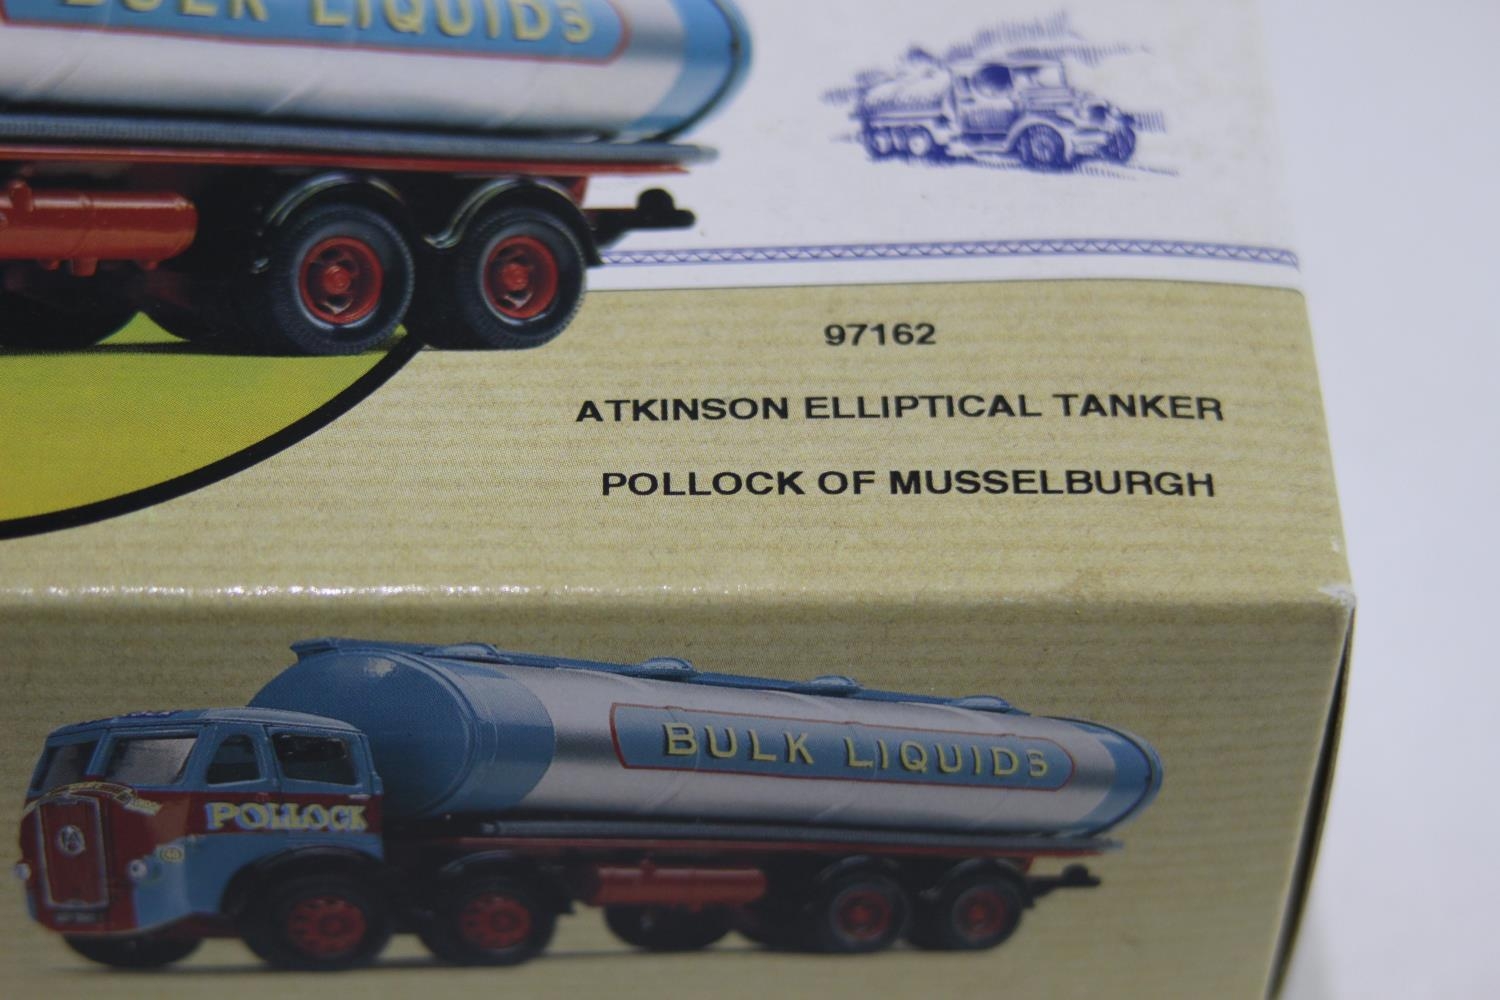 BULK LIQUIDS
97162
ATKINSON ELLIPTICAL TANKER
POLLOCK OF MUSSELBURGH
BULK LIQUIDS
POLLOCK